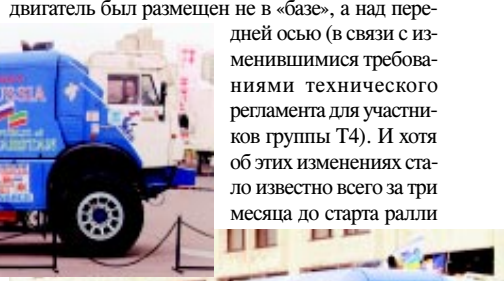 двигатель был размещен не в «базе», а над пере-
дней осью (в связи с из-
менившимися требова-
ниями технического
регламента для участни-
ков группы Т4). И хотя
об этих изменениях ста-
ло известно всего за три
месяца до старта ралли
RUSSIA